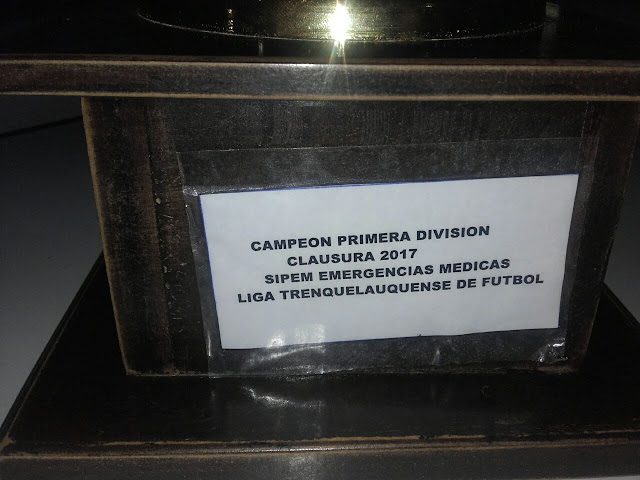 CAMPEON PRIMERA DIVISION
CLAUSURA 2017
SIPEM EMERGENCIAS MEDICAS
LIGA TRENQUELAUQUENSE DE FUTBOL